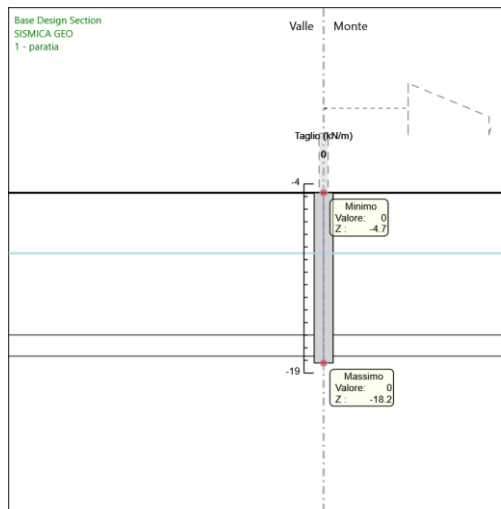 Base Design Section
SISMICA GEO
1 - paratia
Valle Monte
Taglio (kN/m)
0
-4
Minimo
Valore: 0
Z : -4.7
-19
Massimo
Valore: 0
Z : -18.2